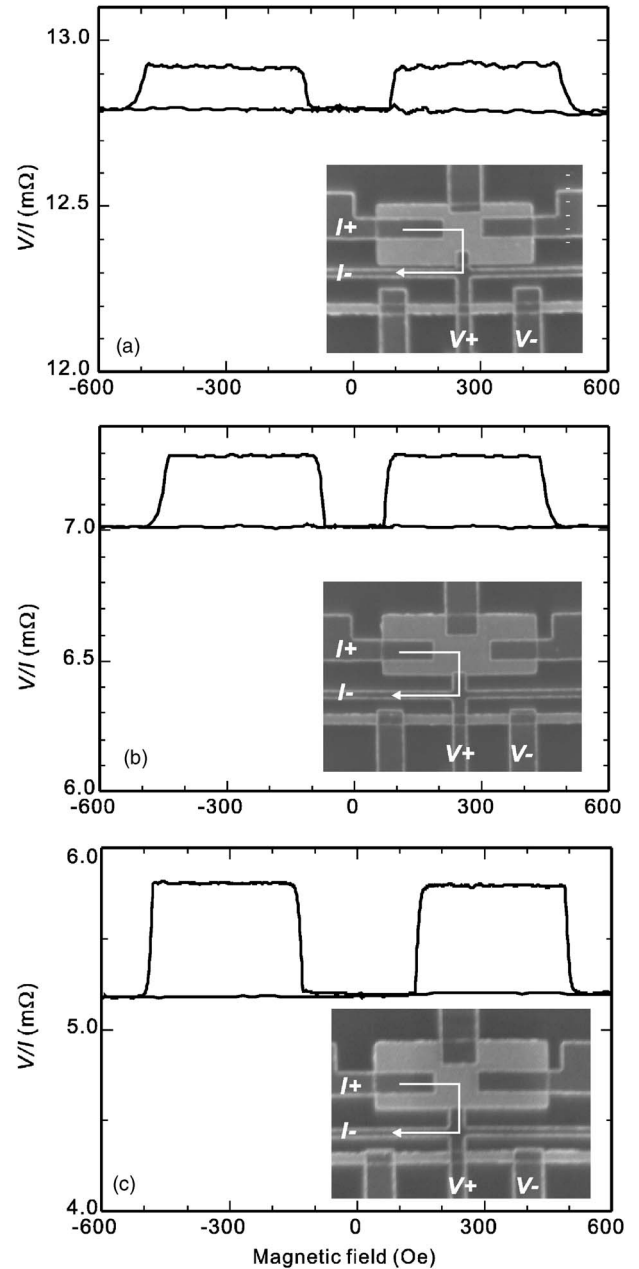 13.0
12.5
12.0
V/I (mΩ)
I+
I-
V+ V-
(a)
-600 -300 0 300 600
7.0
6.5
6.0
V/I (mΩ)
I+
I-
V+ V-
(b)
-600 -300 0 300 600
6.0
5.0
4.0
V/I (mΩ)
I+
I-
V+ V-
(c)
-600 -300 0 300 600
Magnetic field (Oe)